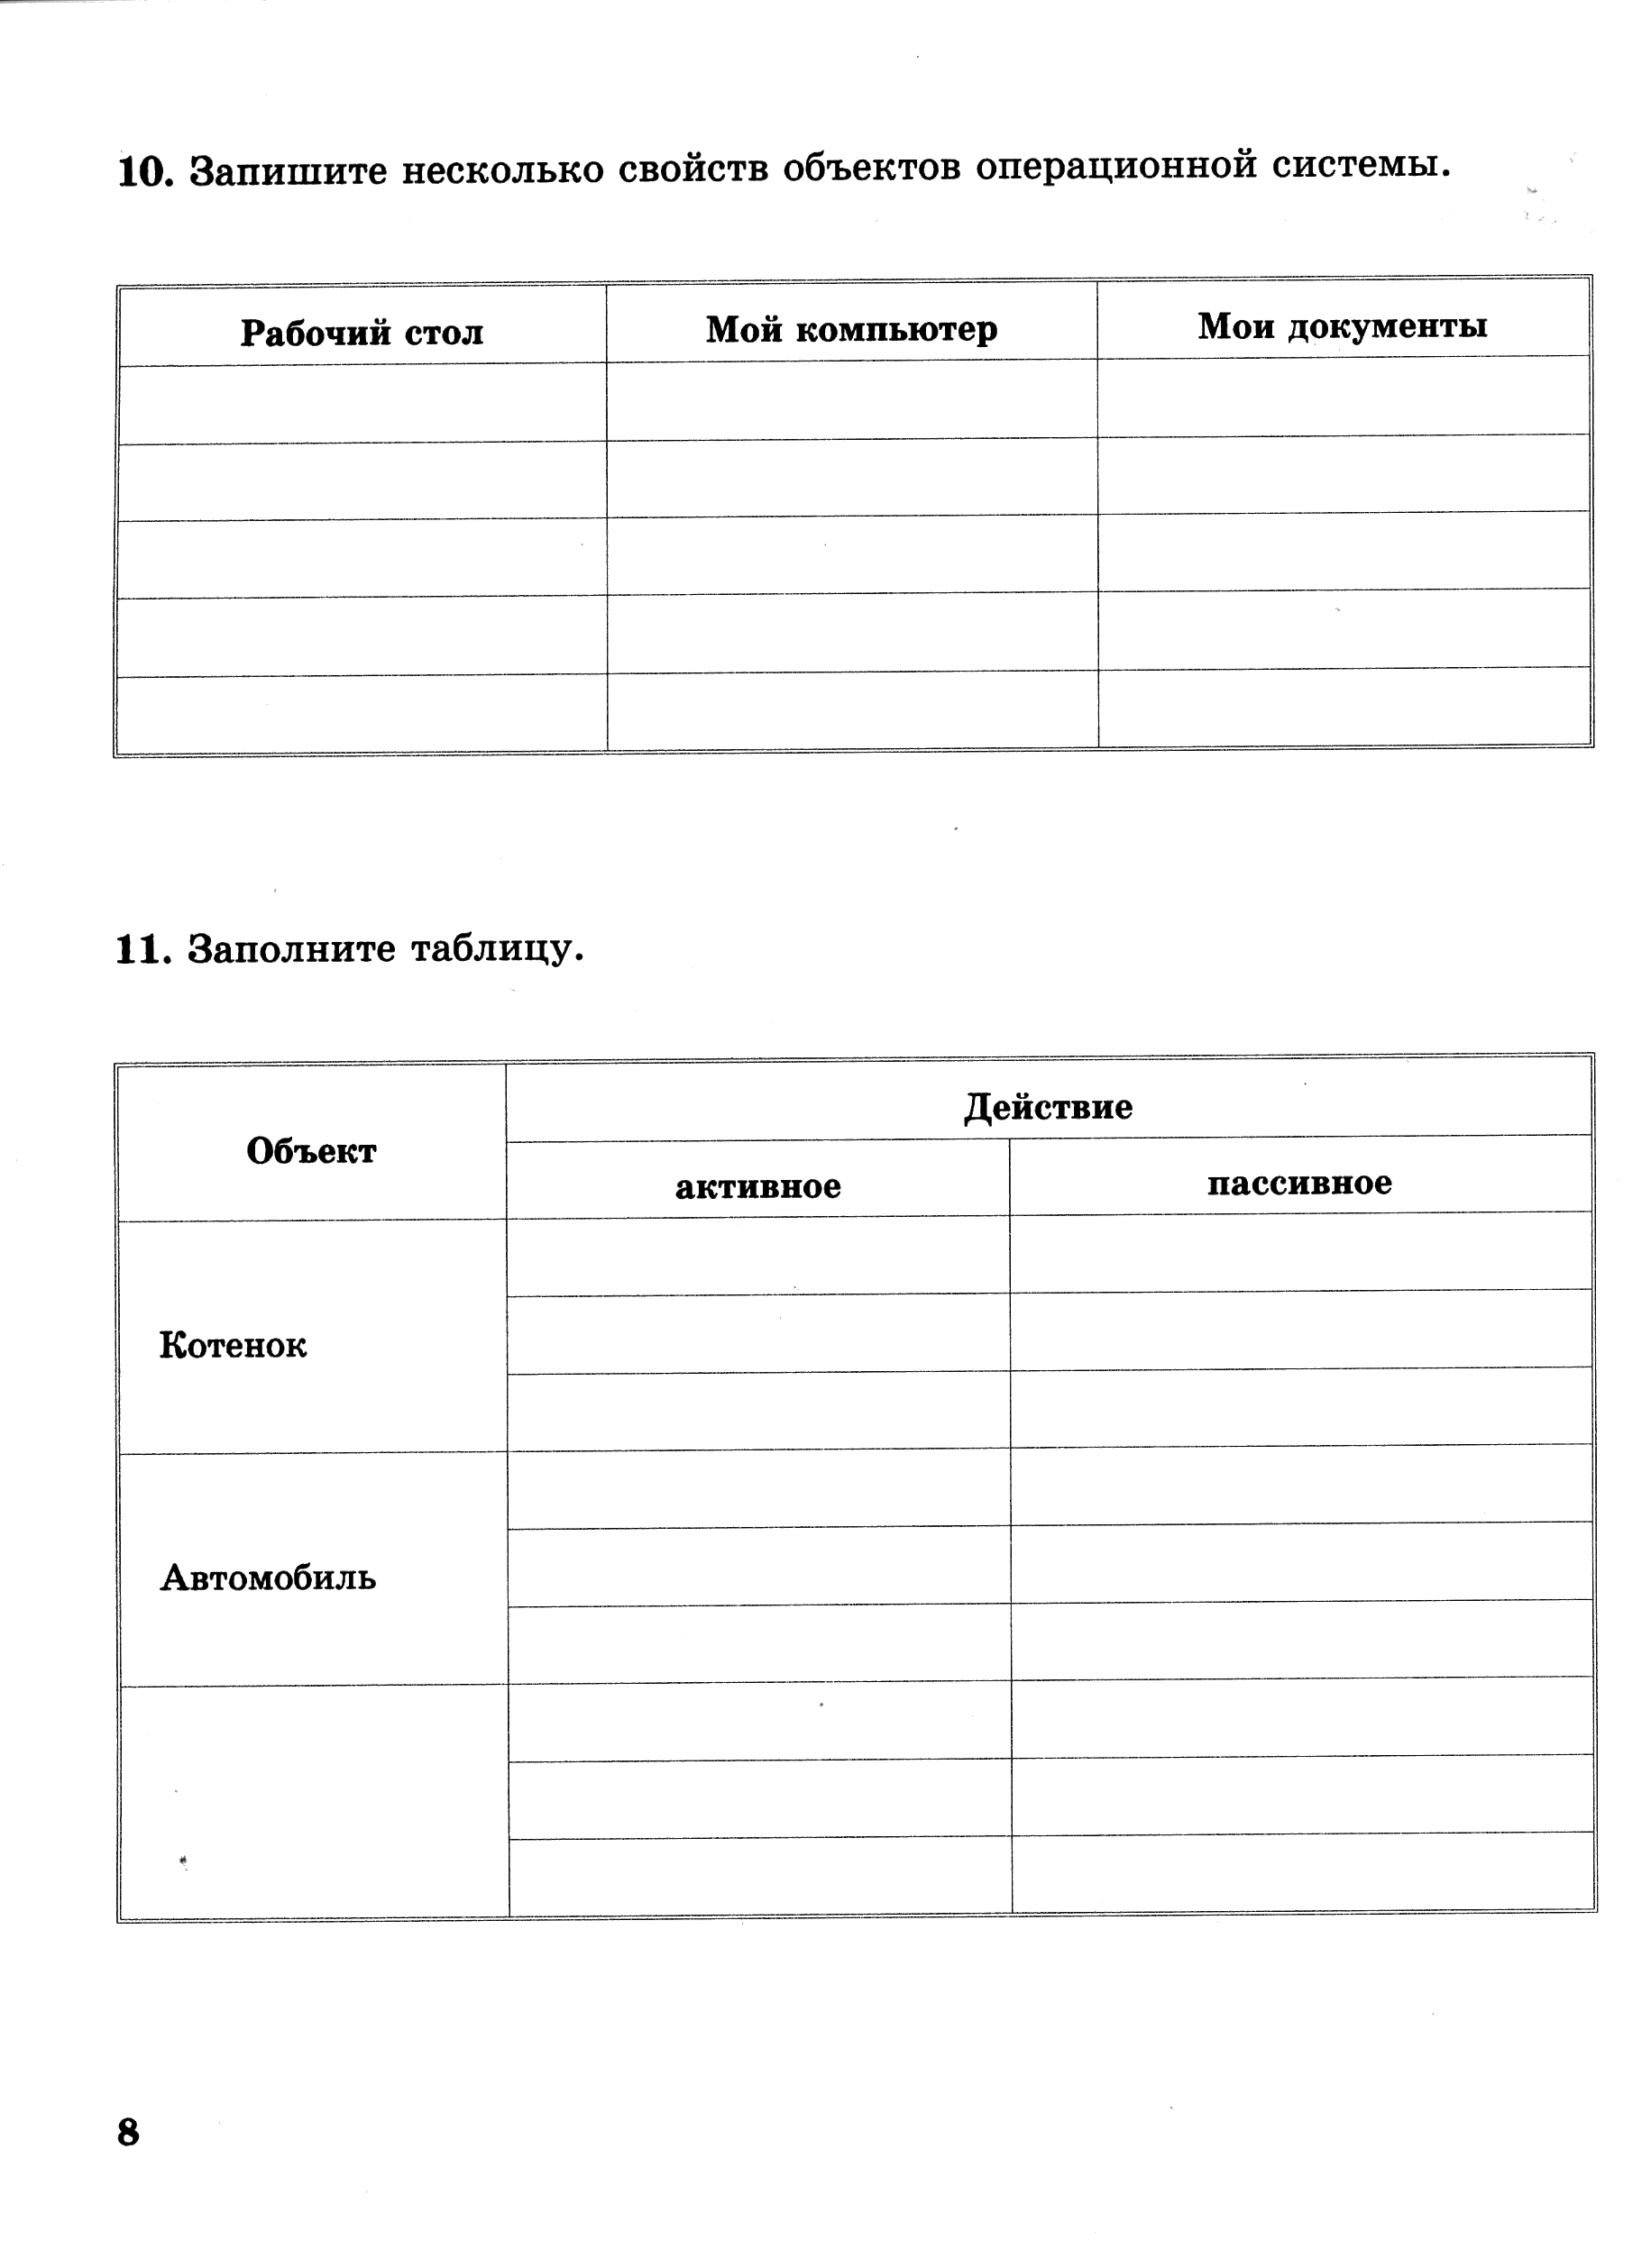 10. Запишите несколько свойств объектов операционной системы.
Рабочий стол Мой компьютер Мои документы
11. Заполните таблицу.
Объект Действие
активное пассивное
Котенок
Автомобиль
8